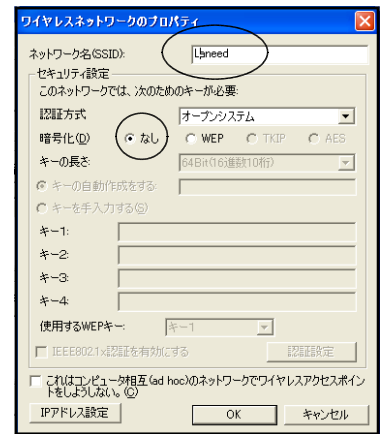 ワイヤレスネットワークのプロパティ
ネットワーク名(SSID): Laneed
セキュリティ設定
このネットワークでは、次のためのキーが必要:
認証方式 オープンシステム
暗号化(D) なし WEP TKIP AES
キーの長さ 64Bit(16進数10桁)
キーの自動作成をする:
キーを手入力する(S)
キー1:
キー2:
キー3:
キー4:
使用するWEPキー: キー1
IEEE802.1x認証を有効にする 認証設定
これはコンピュータ相互(ad hoc)のネットワークでワイヤレスアクセスポイン
トをしようしない。(C)
IPアドレス設定 OK キャンセル